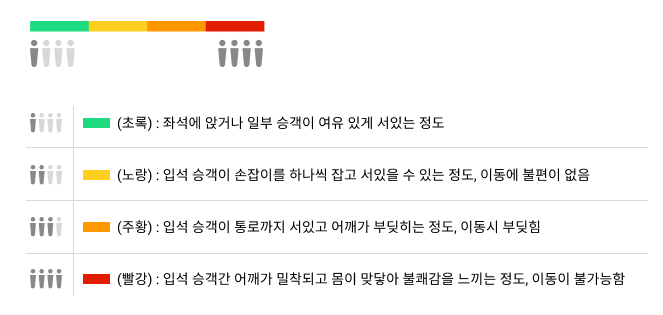 (초록) : 좌석에 앉거나 일부 승객이 여유 있게 서있는 정도
(노랑) : 입석 승객이 손잡이를 하나씩 잡고 서있을 수 있는 정도, 이동에 불편이 없음
(주황) : 입석 승객이 통로까지 서있고 어깨가 부딪히는 정도, 이동시 부딪힘
(빨강) : 입석 승객간 어깨가 밀착되고 몸이 맞닿아 불쾌감을 느끼는 정도, 이동이 불가능함